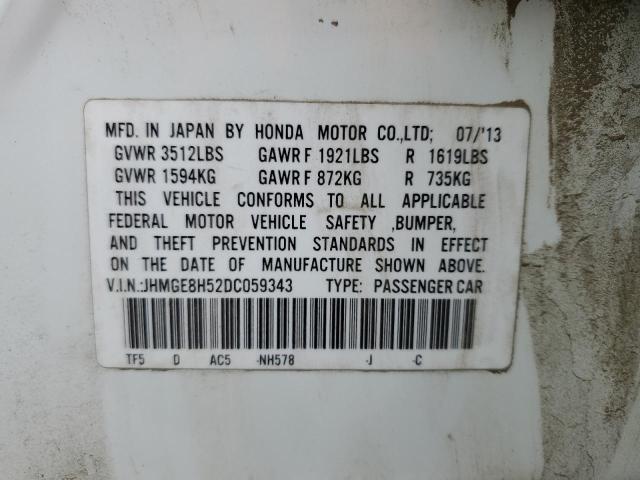 MFD. IN JAPAN BY HONDA MOTOR CO.,LTD; 07/'13
GVWR 3512LBS GAWR F 1921LBS R 1619LBS
GVWR 1594KG GAWR F 872KG R 735KG
THIS VEHICLE CONFORMS TO ALL APPLICABLE
FEDERAL MOTOR VEHICLE SAFETY ,BUMPER,
AND THEFT PREVENTION STANDARDS IN EFFECT
ON THE DATE OF MANUFACTURE SHOWN ABOVE.
V.I.N.:JHMGE8H52DC059343 TYPE: PASSENGER CAR
TF5 D AC5 -NH578 -J -C